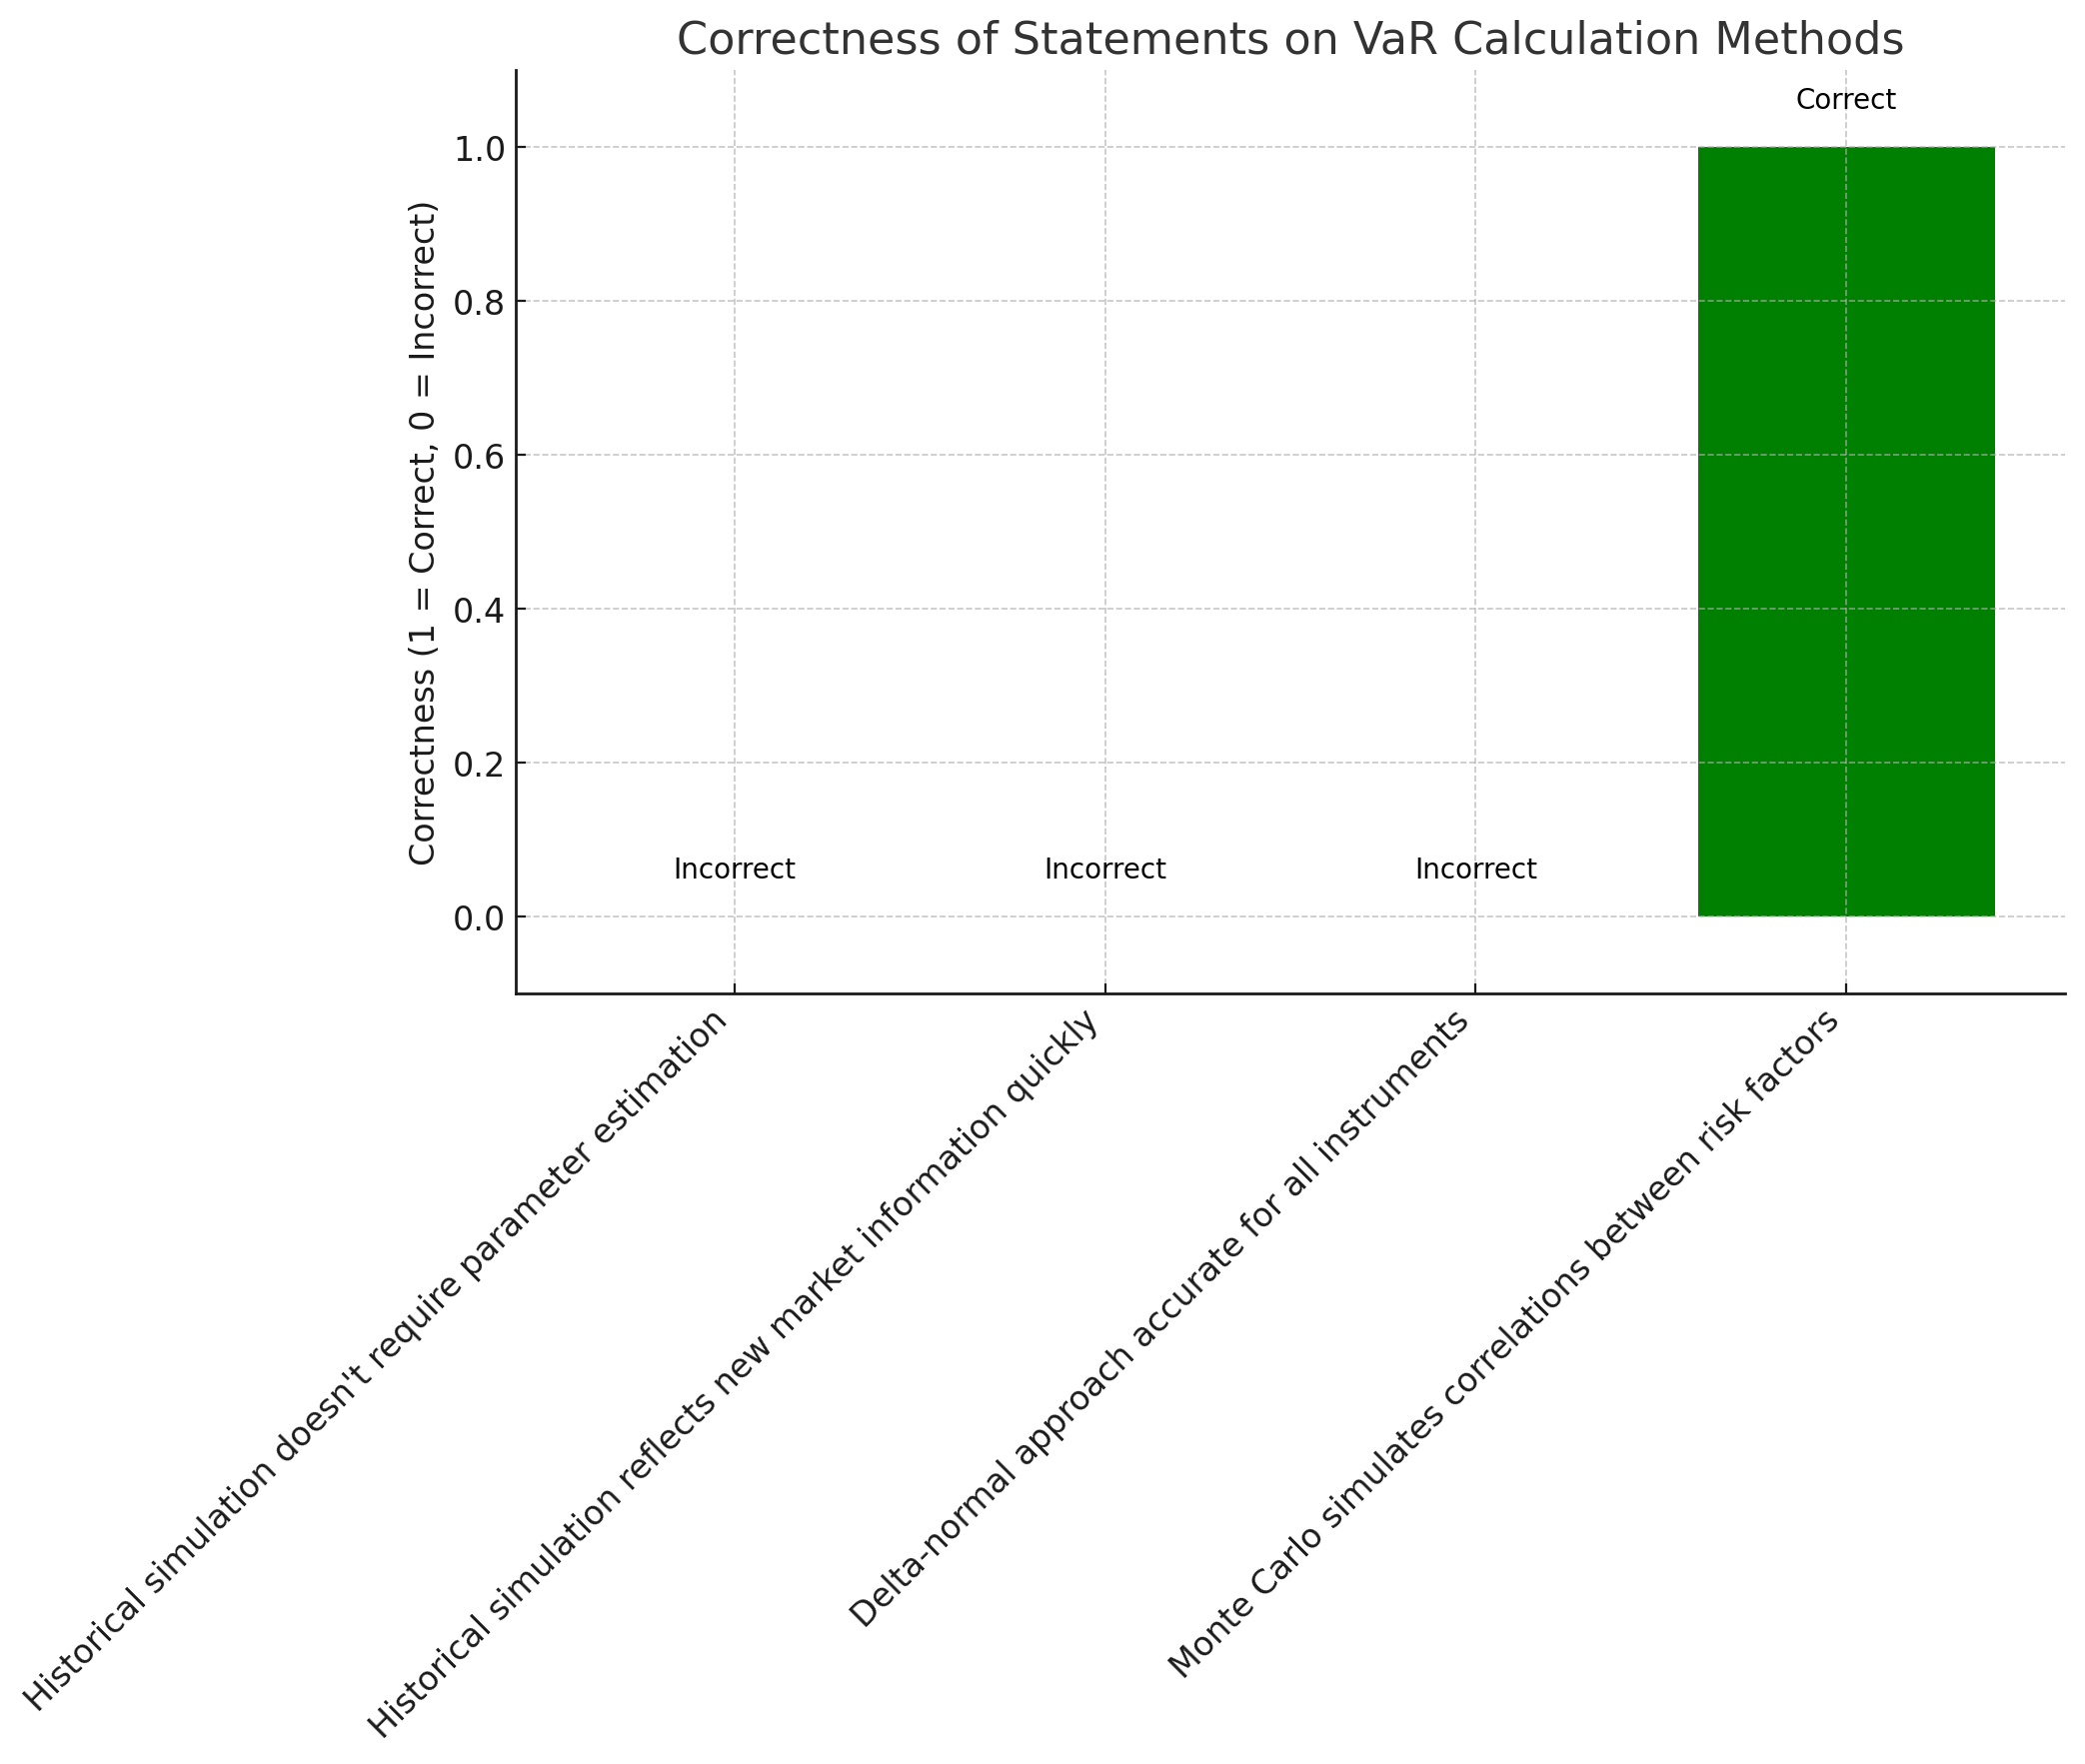 Correctness of Statements on VaR Calculation Methods
Correct
Correctness (1 = Correct, 0 = Incorrect)
1.0
0.8
0.6
0.4
0.2
0.0
Incorrect
Incorrect
Incorrect
Historical simulation doesn't require parameter estimation
Historical simulation reflects new market information quickly
Delta-normal approach accurate for all instruments
Monte Carlo simulates correlations between risk factors